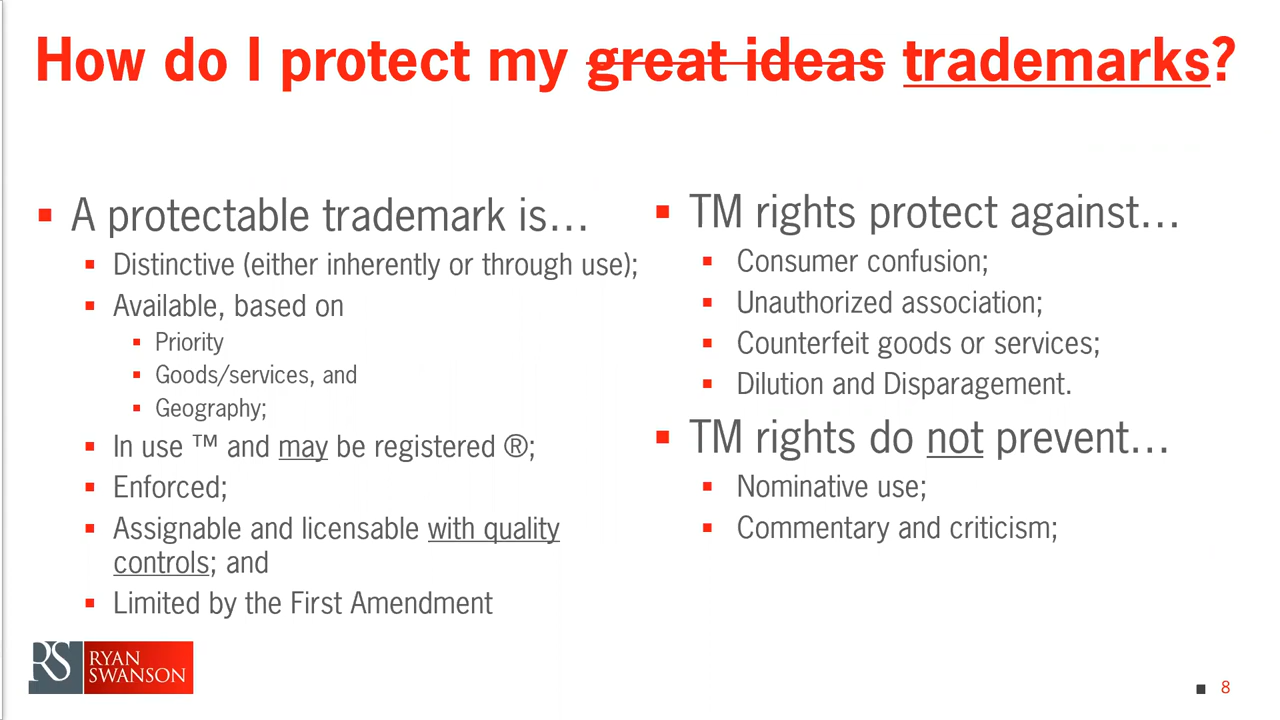 How do I protect my great ideas trademarks?
A protectable trademark is…
Distinctive (either inherently or through use);
Available, based on
Priority
Goods/services, and
Geography;
In use ™ and may be registered ®;
Enforced;
Assignable and licensable with quality
controls; and
Limited by the First Amendment
TM rights protect against…
Consumer confusion;
Unauthorized association;
Counterfeit goods or services;
Dilution and Disparagement.
TM rights do not prevent…
Nominative use;
Commentary and criticism;
RS RYAN
SWANSON
8